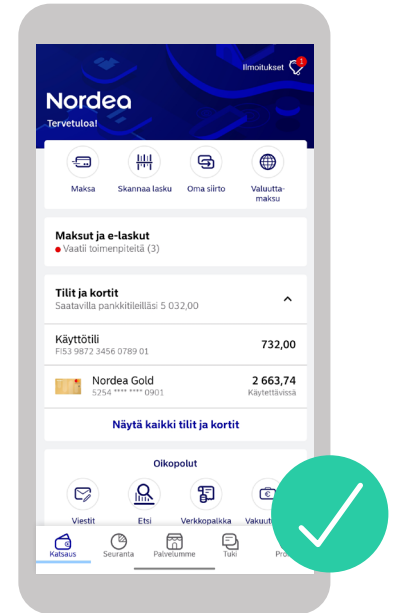 Ilmoitukset 1
Nordea
Tervetuloa!
Maksa
Skannaa lasku
Oma siirto
Valuutta-
maksu
Maksut ja e-laskut
Vaatii toimenpiteitä (3)
Tilit ja kortit
Saatavilla pankkitileilläsi 5 032,00
Käyttötili
FI53 9872 3456 0789 01
732,00
Nordea Gold
5254 **** **** 0901
2 663,74
Käytettävissä
Näytä kaikki tilit ja kortit
Oikopolut
Viestit
Etsi
Verkkopalkka
Katsaus
Seuranta
Palvelumme
Tuki